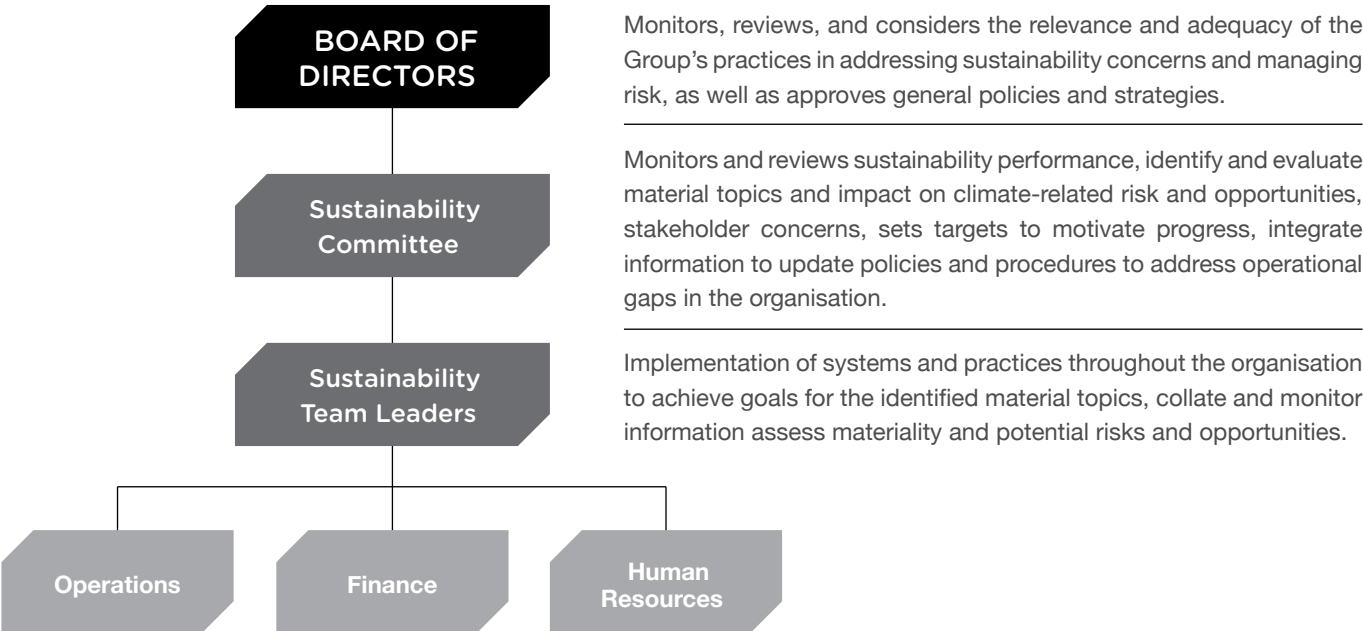 BOARD OF
DIRECTORS
Monitors, reviews, and considers the relevance and adequacy of the
Group’s practices in addressing sustainability concerns and managing
risk, as well as approves general policies and strategies.
Sustainability
Committee
Monitors and reviews sustainability performance, identify and evaluate
material topics and impact on climate-related risk and opportunities,
stakeholder concerns, sets targets to motivate progress, integrate
information to update policies and procedures to address operational
gaps in the organisation.
Sustainability
Team Leaders
Implementation of systems and practices throughout the organisation
to achieve goals for the identified material topics, collate and monitor
information assess materiality and potential risks and opportunities.
Operations
Finance
Human
Resources